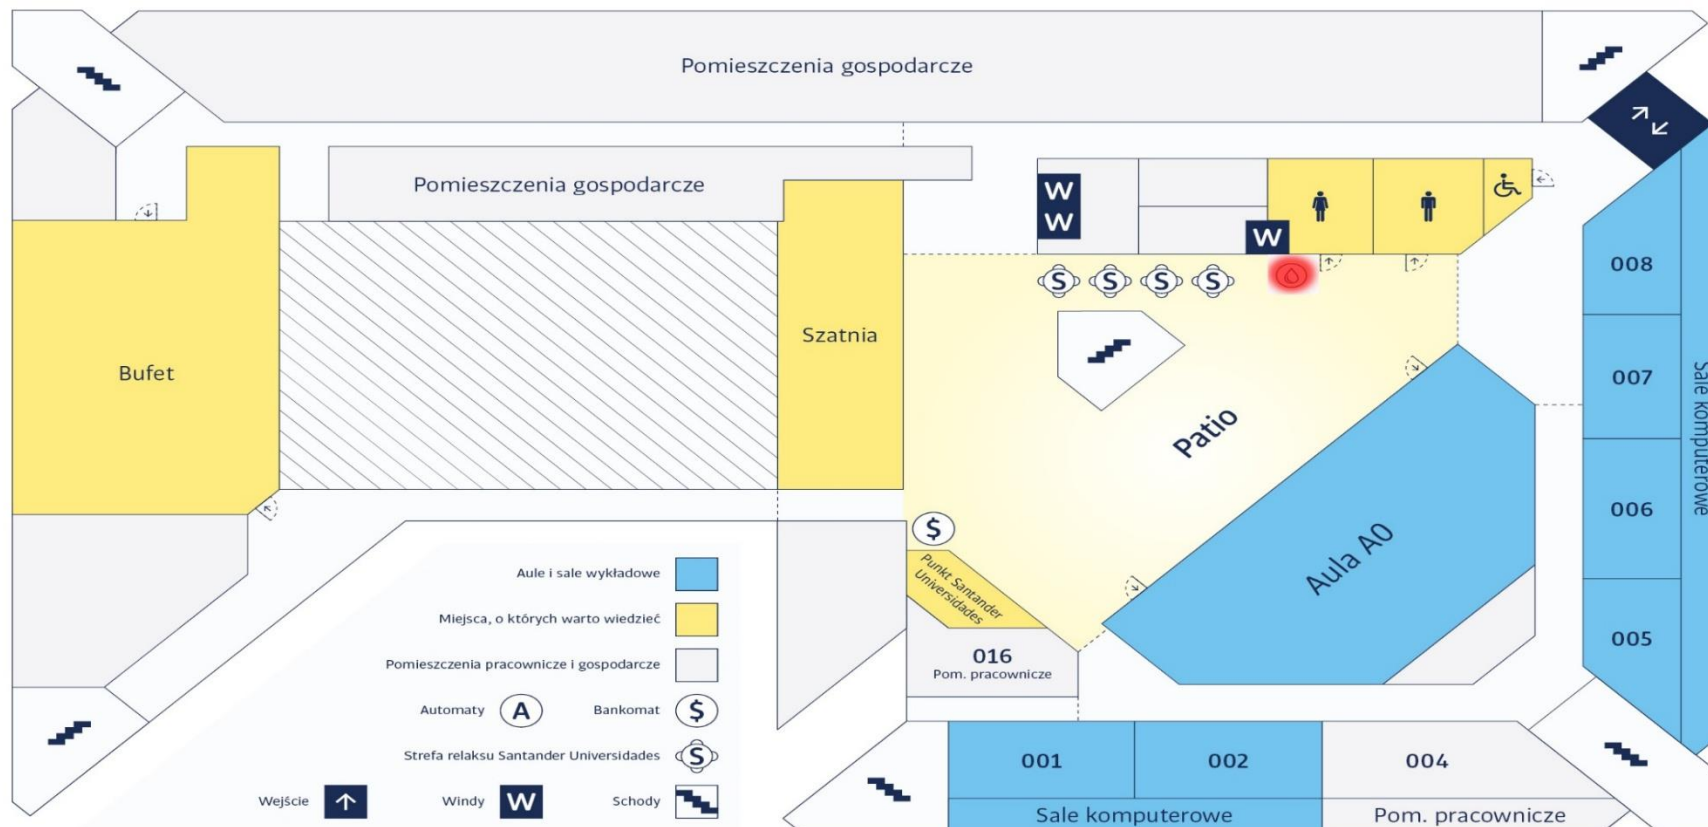 Pomieszczenia gospodarcze
Pomieszczenia gospodarcze
W
W
W
008
S S S S
Szatnia
Bufet
007
Sale komputerowe
Patio
006
$
Aula A0
Punkt Santander
Universidades
Aule i sale wykładowe
Miejsca, o których warto wiedzieć
005
016
Pom. pracownicze
Pomieszczenia pracownicze i gospodarcze
Automaty A Bankomat $
Strefa relaksu Santander Universidades S
001
002
004
Wejście Windy W Schody
Sale komputerowe
Pom. pracownicze